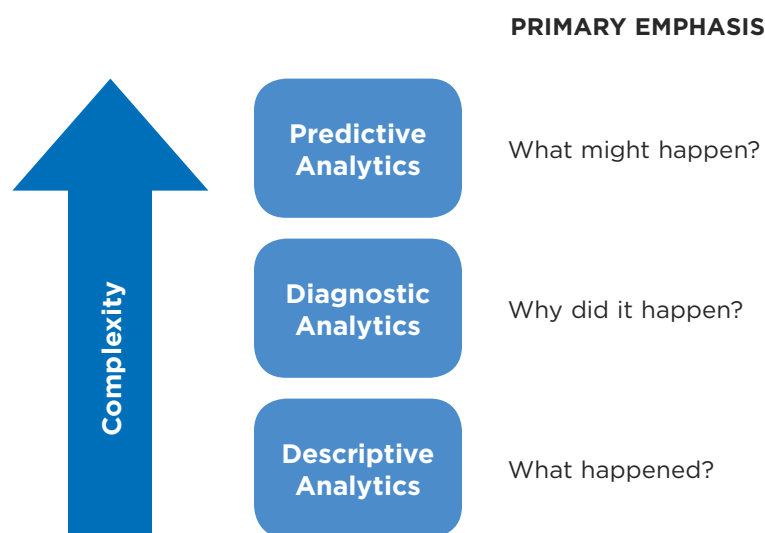 PRIMARY EMPHASIS
Predictive
Analytics
What might happen?
Diagnostic
Analytics
Why did it happen?
Complexity
Descriptive
Analytics
What happened?